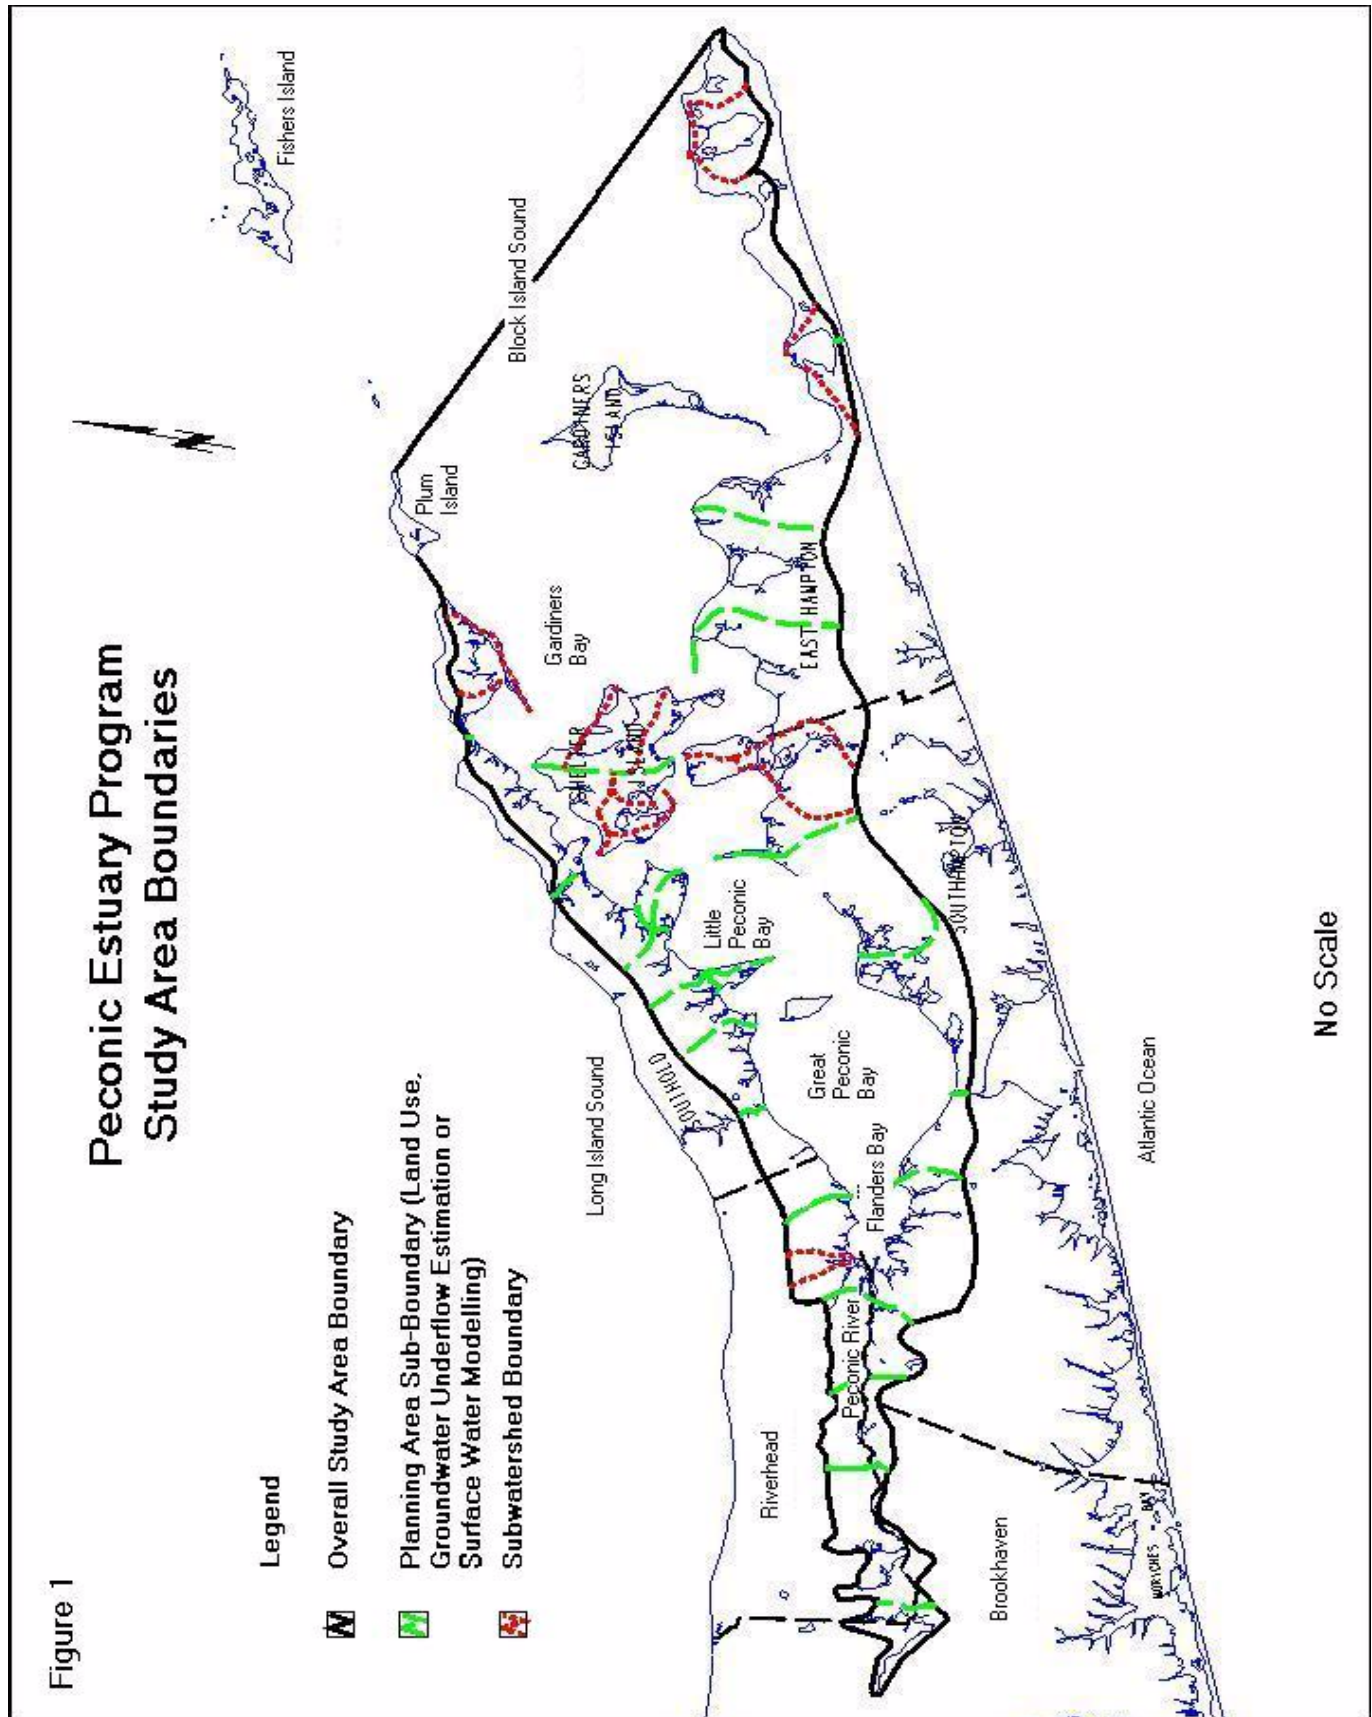 Figure 1
Peconic Estuary Program
Study Area Boundaries
Legend
Overall Study Area Boundary
Planning Area Sub-Boundary (Land Use,
Groundwater Underflow Estimation or
Surface Water Modelling)
Subwatershed Boundary
Fishers Island
Block Island Sound
Plum
Island
GARDINERS
ISLAND
Gardiners
Bay
SHELTER
ISLAND
EAST HAMPTON
Long Island Sound
SOUTHOLD
Little
Peconic
Bay
Great
Peconic
Bay
SOUTHAMPTON
Flanders Bay
Peconic River
Riverhead
Brookhaven
MORICHES
BAY
Atlantic Ocean
No Scale